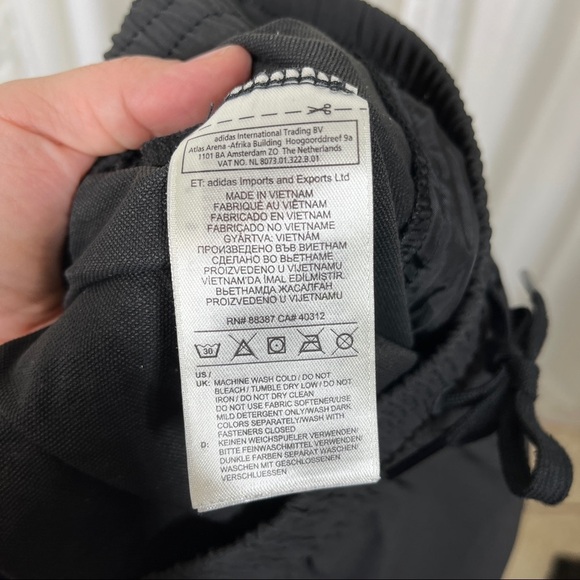 adidas International Trading BV
Atlas Arena -Afrika Building Hoogoorddreef 9a
1101 BA Amsterdam ZO The Netherlands
VAT NO. NL 8073.01.322.B.01
ET: adidas Imports and Exports Ltd
MADE IN VIETNAM
FABRIQUÉ AU VIÊTNAM
FABRICADO EN VIETNAM
FABRICADO NO VIETNAME
GYÁRTVA: VIETNÁM
ПРОИЗВЕДЕНО ВЪВ ВИЕТНАМ
СДЕЛАНО ВО ВЬЕТНАМЕ
PROIZVEDENO U VIJETNAMU
VIETNAM'DA İMAL EDİLMİŞTİR.
ВЬЕТНАМДА ЖАСАЛҒАН
PROIZVEDENO U VIJETNAMU
RN# 88387 CA# 40312
30
US /
UK: MACHINE WASH COLD / DO NOT
BLEACH / TUMBLE DRY LOW / DO NOT
IRON / DO NOT DRY CLEAN
DO NOT USE FABRIC SOFTENER/USE
MILD DETERGENT ONLY/WASH DARK
COLORS SEPARATELY/WASH WITH
FASTENERS CLOSED
D: KEINEN WEICHSPUELER VERWENDEN/
BITTE FEINWASCHMITTEL VERWENDEN/
DUNKLE FARBEN SEPARAT WASCHEN/
WASCHEN MIT GESCHLOSSENEN
VERSCHLUESSEN